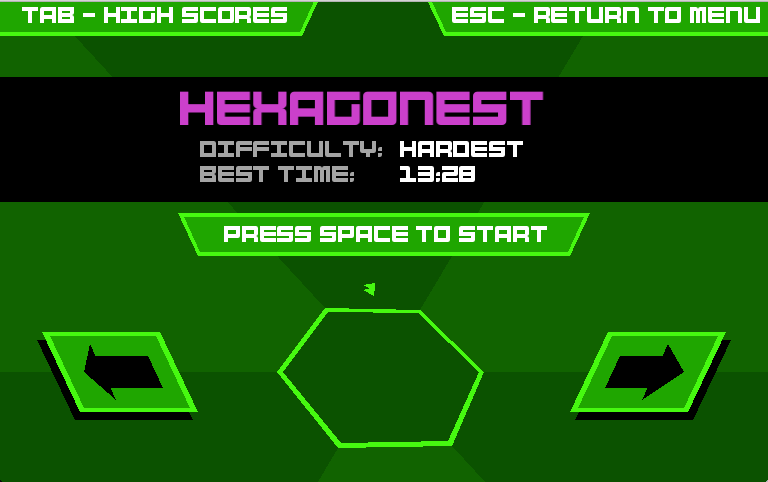 TAB - HIGH SCORES
ESC - RETURN TO MENU
HEXAGONEST
DIFFICULTY: HARDEST
BEST TIME: 13:28
PRESS SPACE TO START